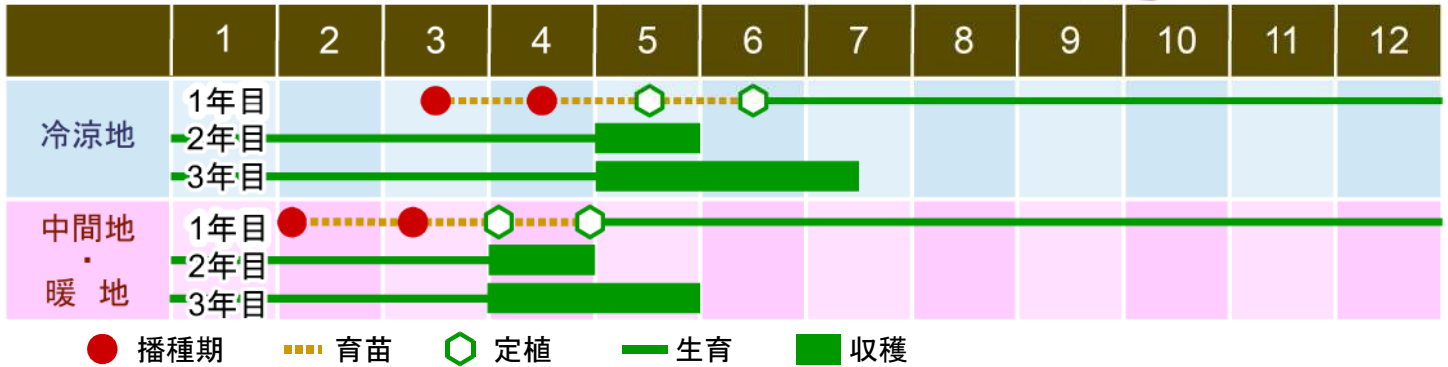 1 2 3 4 5 6 7 8 9 10 11 12
冷涼地
1年目
2年目
3年目
中間地
・
暖 地
1年目
2年目
3年目
播種期 育苗 定植 生育 収穫